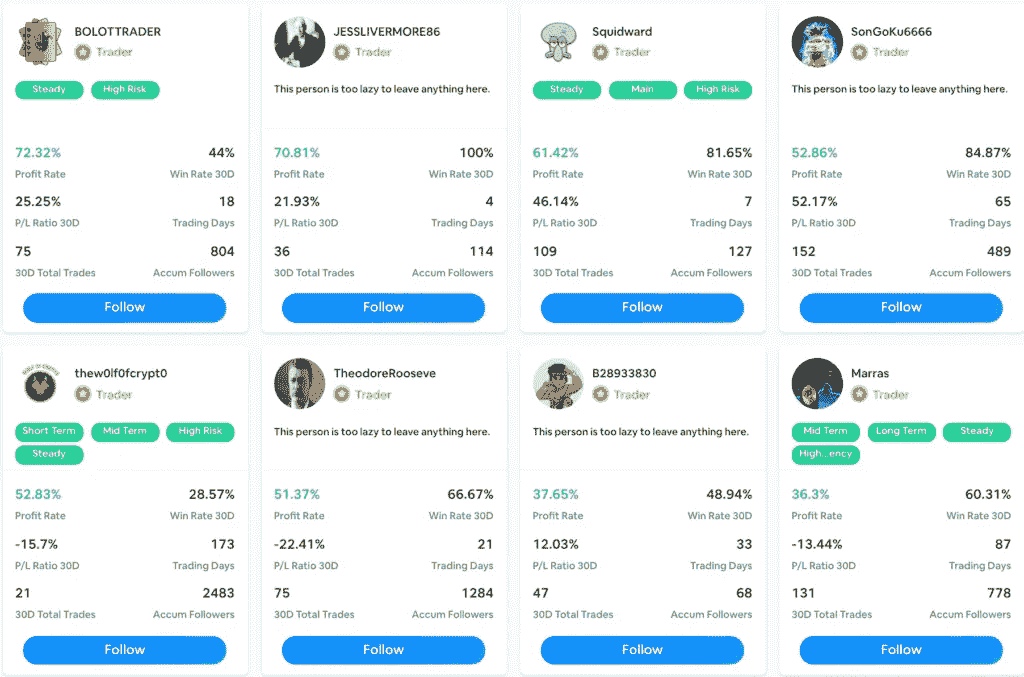 BOLOTTRADER
Trader
Steady High Risk
72.32% 44%
Profit Rate Win Rate 30D
25.25% 18
P/L Ratio 30D Trading Days
75 804
30D Total Trades Accum Followers
Follow
JESSLIVERMORE86
Trader
This person is too lazy to leave anything here.
70.81% 100%
Profit Rate Win Rate 30D
21.93% 4
P/L Ratio 30D Trading Days
36 114
30D Total Trades Accum Followers
Follow
Squidward
Trader
Steady Main High Risk
61.42% 81.65%
Profit Rate Win Rate 30D
46.14% 7
P/L Ratio 30D Trading Days
109 127
30D Total Trades Accum Followers
Follow
SonGoKu6666
Trader
This person is too lazy to leave anything here.
52.86% 84.87%
Profit Rate Win Rate 30D
52.17% 65
P/L Ratio 30D Trading Days
152 489
30D Total Trades Accum Followers
Follow
thew0lf0fcrypt0
Trader
Short Term Mid Term High Risk
Steady
52.83% 28.57%
Profit Rate Win Rate 30D
-15.7% 173
P/L Ratio 30D Trading Days
21 2483
30D Total Trades Accum Followers
Follow
TheodoreRooseve
Trader
This person is too lazy to leave anything here.
51.37% 66.67%
Profit Rate Win Rate 30D
-22.41% 21
P/L Ratio 30D Trading Days
75 1284
30D Total Trades Accum Followers
Follow
B28933830
Trader
This person is too lazy to leave anything here.
37.65% 48.94%
Profit Rate Win Rate 30D
12.03% 33
P/L Ratio 30D Trading Days
47 68
30D Total Trades Accum Followers
Follow
Marras
Trader
Mid Term Long Term Steady
High...ency
36.3% 60.31%
Profit Rate Win Rate 30D
-13.44% 87
P/L Ratio 30D Trading Days
131 778
30D Total Trades Accum Followers
Follow